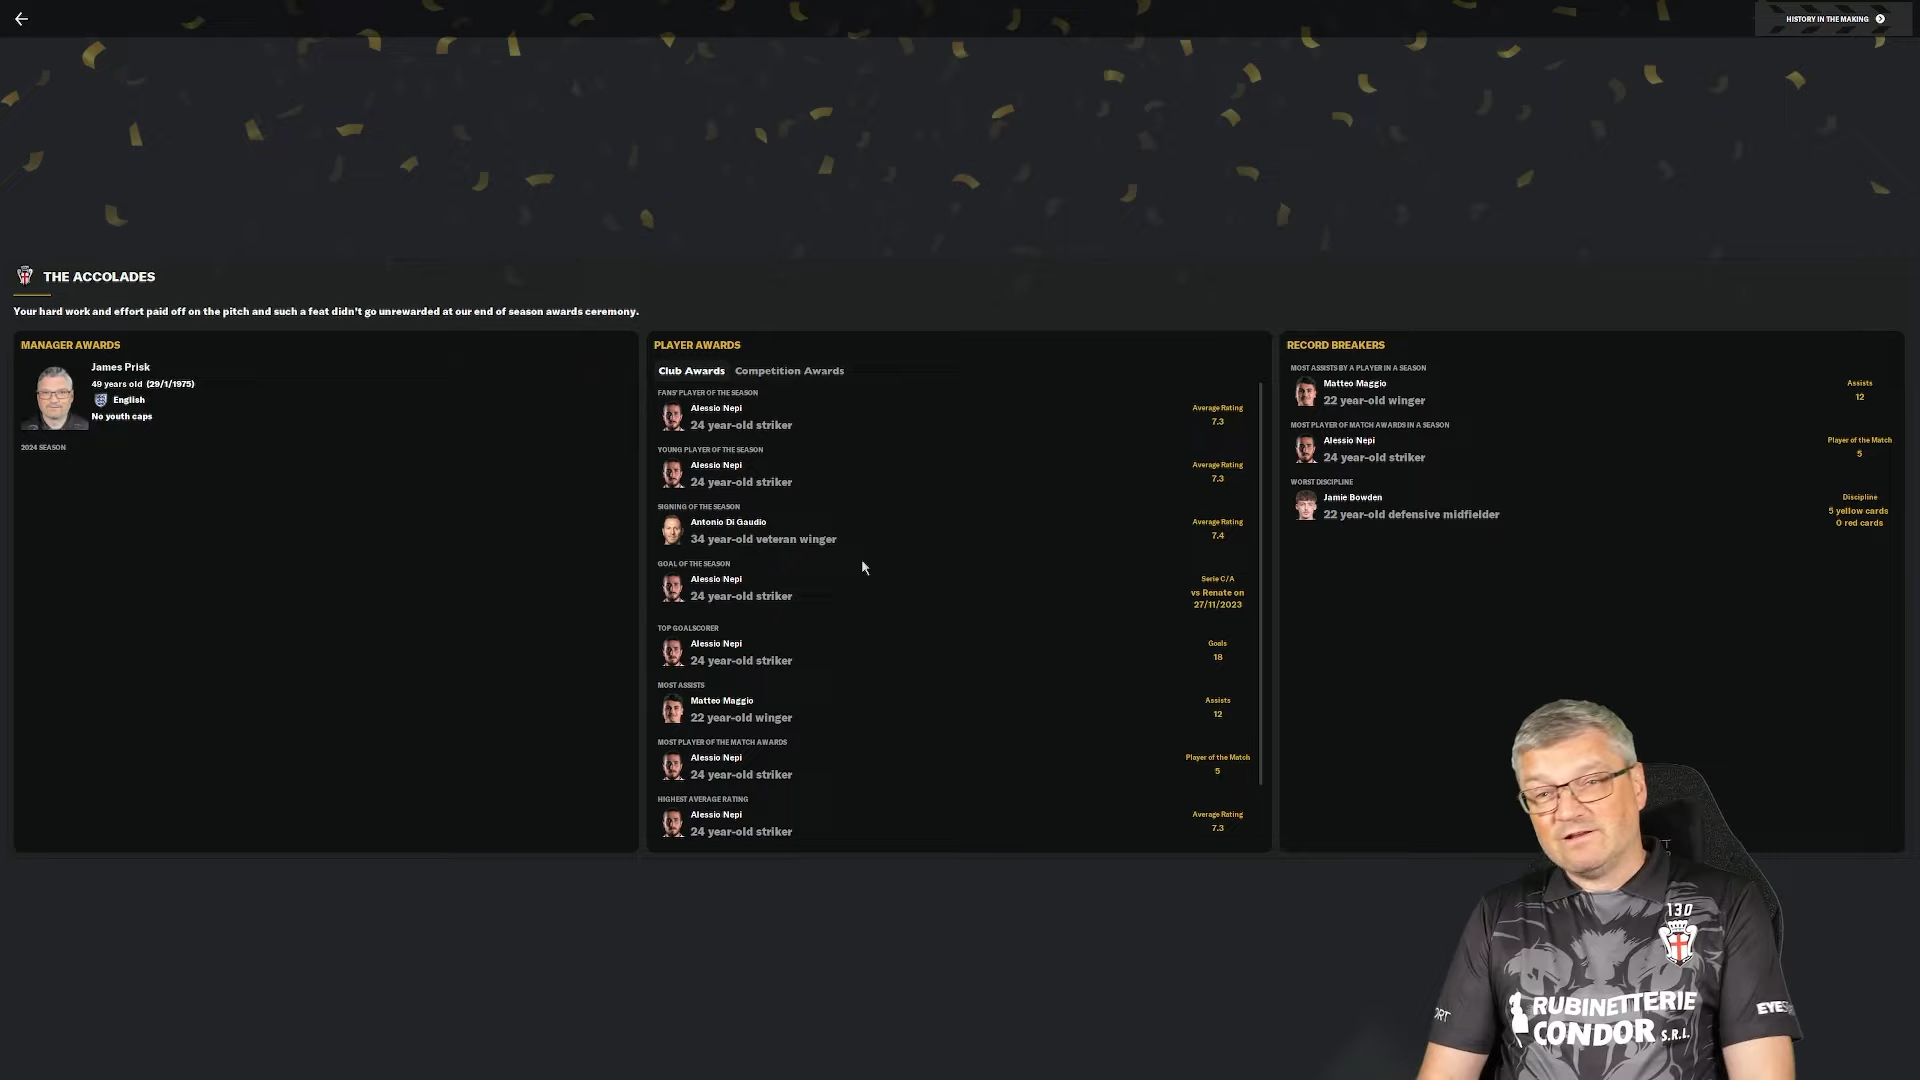 HISTORY IN THE MAKING
THE ACCOLADES
Your hard work and effort paid off on the pitch and such a feat didn't go unrewarded at our end of season awards ceremony.
MANAGER AWARDS
James Prisk
49 years old (29/1/1975)
English
No youth caps
2024 SEASON
PLAYER AWARDS
Club Awards Competition Awards
FANS' PLAYER OF THE SEASON
Alessio Nepi
24 year-old striker
Average Rating
7.3
YOUNG PLAYER OF THE SEASON
Alessio Nepi
24 year-old striker
Average Rating
7.3
SIGNING OF THE SEASON
Antonio Di Gaudio
34 year-old veteran winger
Average Rating
7.4
GOAL OF THE SEASON
Alessio Nepi
24 year-old striker
Serie C/A
vs Renate on
27/11/2023
TOP GOALSCORER
Alessio Nepi
24 year-old striker
Goals
18
MOST ASSISTS
Matteo Maggio
22 year-old winger
Assists
12
MOST PLAYER OF THE MATCH AWARDS
Alessio Nepi
24 year-old striker
Player of the Match
5
HIGHEST AVERAGE RATING
Alessio Nepi
24 year-old striker
Average Rating
7.3
RECORD BREAKERS
MOST ASSISTS BY A PLAYER IN A SEASON
Matteo Maggio
22 year-old winger
Assists
12
MOST PLAYER OF MATCH AWARDS IN A SEASON
Alessio Nepi
24 year-old striker
Player of the Match
5
WORST DISCIPLINE
Jamie Bowden
22 year-old defensive midfielder
Discipline
5 yellow cards
0 red cards
130
RUBINETTERIE
CONDOR S.R.L.